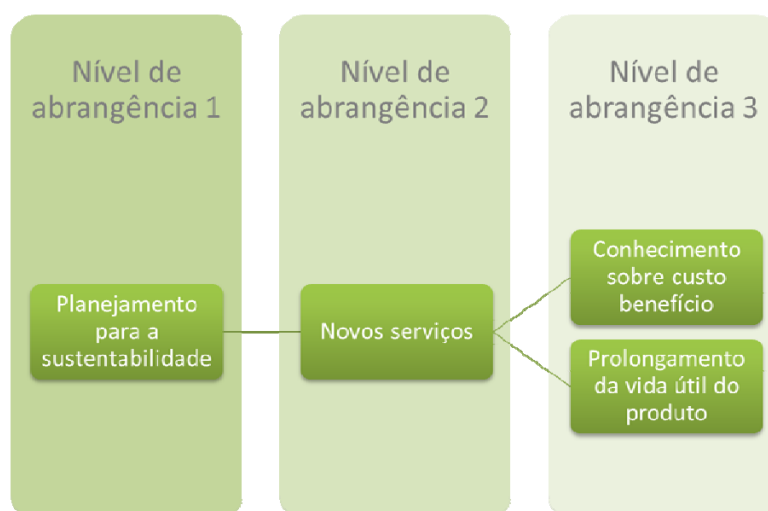 Nível de
abrangência 1
Nível de
abrangência 2
Nível de
abrangência 3
Planejamento
para a
sustentabilidade
Novos serviços
Conhecimento
sobre custo
benefício
Prolongamento
da vida útil do
produto